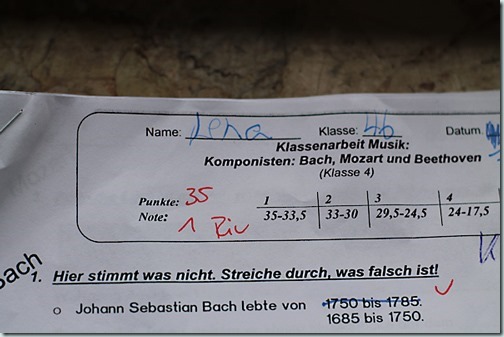 Name: Lena Klasse: 4b Datum
Klassenarbeit Musik:
Komponisten: Bach, Mozart und Beethoven
(Klasse 4)
Punkte: 35
Note: 1
1 2 3 4
35-33,5 33-30 29,5-24,5 24-17,5
Bach
1. Hier stimmt was nicht. Streiche durch, was falsch ist!
o Johann Sebastian Bach lebte von 1750 bis 1785.
1685 bis 1750.